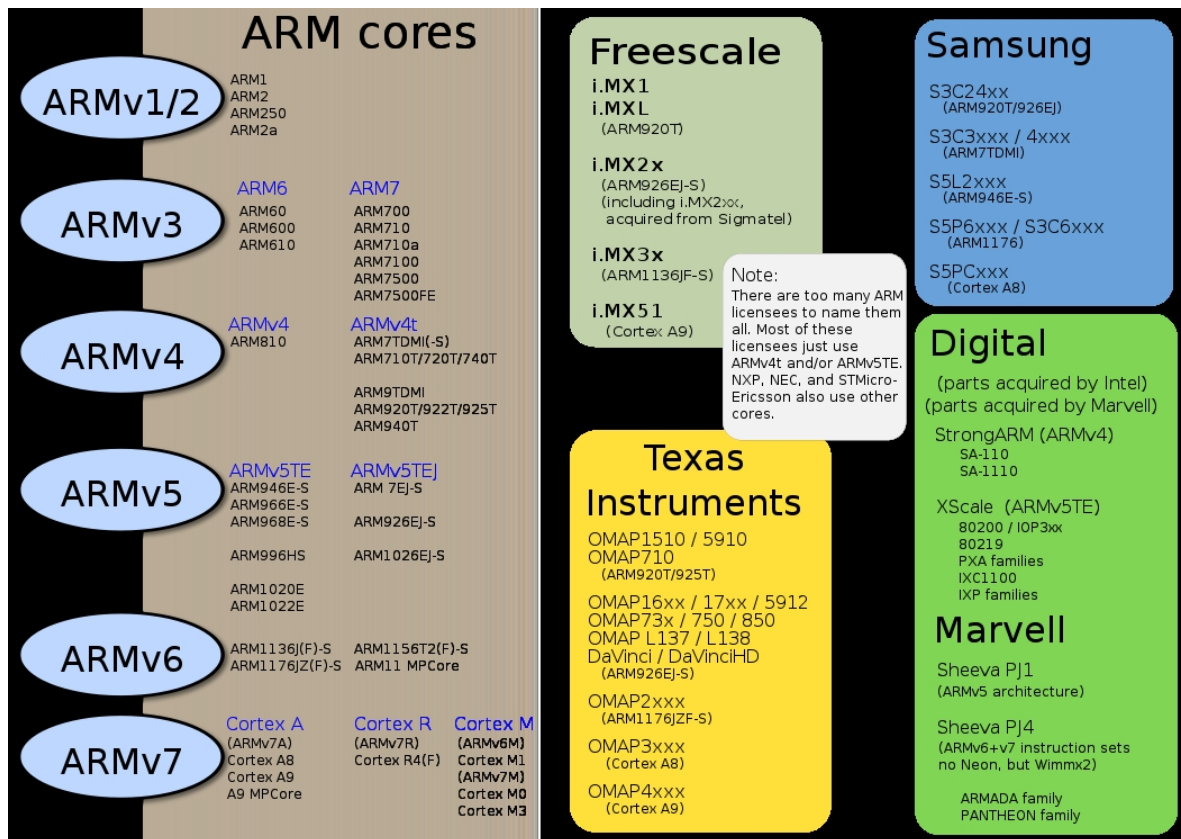 ARM cores
ARMv1/2
ARM1
ARM2
ARM250
ARM2a
ARMv3
ARM6
ARM60
ARM600
ARM610
ARM7
ARM700
ARM710
ARM710a
ARM7100
ARM7500
ARM7500FE
ARMv4
ARMv4
ARM810
ARMv4t
ARM7TDMI(-S)
ARM710T/720T/740T
ARM9TDMI
ARM920T/922T/925T
ARM940T
ARMv5
ARMv5TE
ARM946E-S
ARM966E-S
ARM968E-S
ARM996HS
ARM1020E
ARM1022E
ARMv5TEJ
ARM 7EJ-S
ARM926EJ-S
ARM1026EJ-S
ARMv6
ARM1136J(F)-S
ARM1176JZ(F)-S
ARM1156T2(F)-S
ARM11 MPCore
ARMv7
Cortex A
(ARMv7A)
Cortex A8
Cortex A9
A9 MPCore
Cortex R
(ARMv7R)
Cortex R4(F)
Cortex M
(ARMv6M)
Cortex M1
(ARMv7M)
Cortex M0
Cortex M3
Freescale
i.MX1
i.MXL
(ARM920T)
i.MX2x
(ARM926EJ-S)
(including i.MX2xx,
acquired from Sigmatel)
i.MX3x
(ARM1136JF-S)
i.MX51
(Cortex A9)
Note:
There are too many ARM
licensees to name them
all. Most of these
licensees just use
ARMv4t and/or ARMv5TE.
NXP, NEC, and STMicro-
Ericsson also use other
cores.
Texas
Instruments
OMAP1510 / 5910
OMAP710
(ARM920T/925T)
OMAP16xx / 17xx / 5912
OMAP73x / 750 / 850
OMAP L137 / L138
DaVinci / DaVinciHD
(ARM926EJ-S)
OMAP2xxx
(ARM1176JZF-S)
OMAP3xxx
(Cortex A8)
OMAP4xxx
(Cortex A9)
Samsung
S3C24xx
(ARM920T/926EJ)
S3C3xxx / 4xxx
(ARM7TDMI)
S5L2xxx
(ARM946E-S)
S5P6xxx / S3C6xxx
(ARM1176)
S5PCxxx
(Cortex A8)
Digital
(parts acquired by Intel)
(parts acquired by Marvell)
StrongARM (ARMv4)
SA-110
SA-1110
XScale (ARMv5TE)
80200 / IOP3xx
80219
PXA families
IXC1100
IXP families
Marvell
Sheeva PJ1
(ARMv5 architecture)
Sheeva PJ4
(ARMv6+v7 instruction sets
no Neon, but Wimmx2)
ARMADA family
PANTHEON family